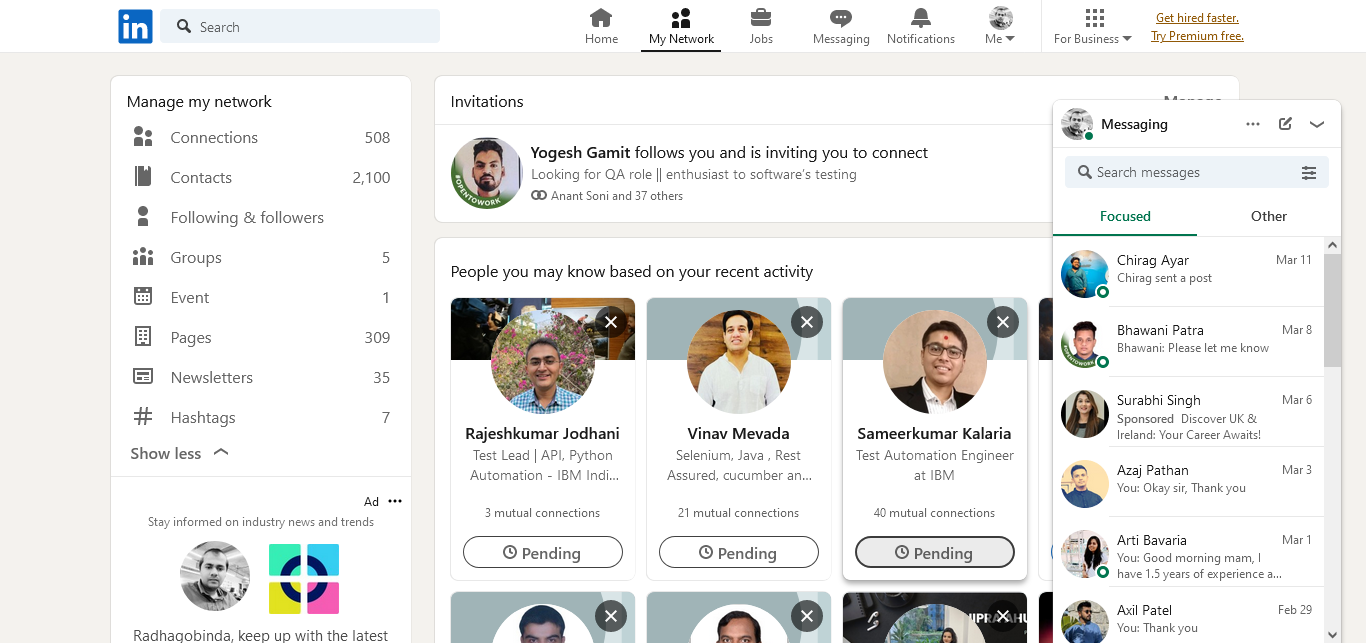 in
Search
Home
My Network
Jobs
Messaging
Notifications
Me
For Business
Get hired faster.
Try Premium free.
Manage my network
Connections 508
Contacts 2,100
Following & followers
Groups 5
Event 1
Pages 309
Newsletters 35
Hashtags 7
Show less
Ad
Stay informed on industry news and trends
Radhagobinda, keep up with the latest
Invitations
Manage
#OPENTOWORK
Yogesh Gamit follows you and is inviting you to connect
Looking for QA role || enthusiast to software's testing
Anant Soni and 37 others
People you may know based on your recent activity
Rajeshkumar Jodhani
Test Lead | API, Python
Automation - IBM Indi...
3 mutual connections
Pending
Vinav Mevada
Selenium, Java , Rest
Assured, cucumber an...
21 mutual connections
Pending
Sameerkumar Kalaria
Test Automation Engineer
at IBM
40 mutual connections
Pending
Messaging
Search messages
Focused
Other
Chirag Ayar Mar 11
Chirag sent a post
Bhawani Patra Mar 8
Bhawani: Please let me know
Surabhi Singh Mar 6
Sponsored Discover UK &
Ireland: Your Career Awaits!
Azaj Pathan Mar 3
You: Okay sir, Thank you
Arti Bavaria Mar 1
You: Good morning mam, I
have 1.5 years of experience a...
Axil Patel Feb 29
You: Thank you